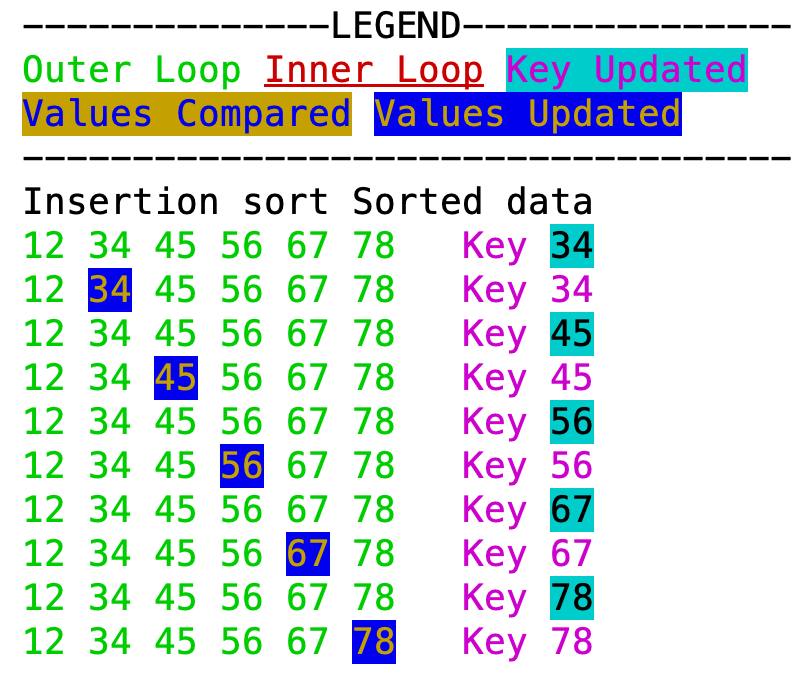 --------------LEGEND---------------
Outer Loop Inner Loop Key Updated
Values Compared Values Updated
-----------------------------------
Insertion sort Sorted data
12 34 45 56 67 78   Key 34
12 34 45 56 67 78   Key 34
12 34 45 56 67 78   Key 45
12 34 45 56 67 78   Key 45
12 34 45 56 67 78   Key 56
12 34 45 56 67 78   Key 56
12 34 45 56 67 78   Key 67
12 34 45 56 67 78   Key 67
12 34 45 56 67 78   Key 78
12 34 45 56 67 78   Key 78